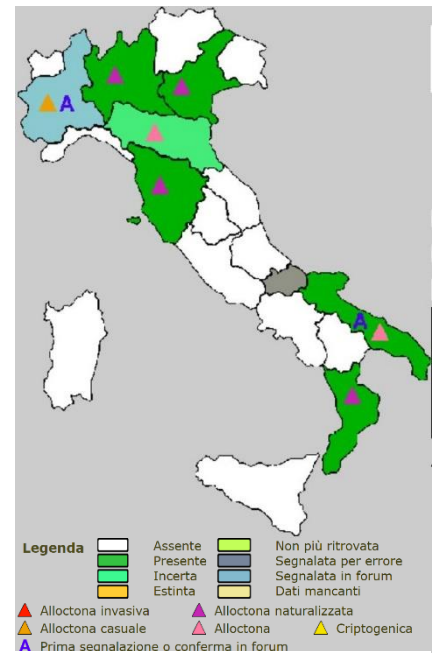 A
A
Legenda
Assente Non più ritrovata
Presente Segnalata per errore
Incerta Segnalata in forum
Estinta Dati mancanti
Alloctona invasiva Alloctona naturalizzata
Alloctona casuale Alloctona Criptogenica
A Prima segnalazione o conferma in forum